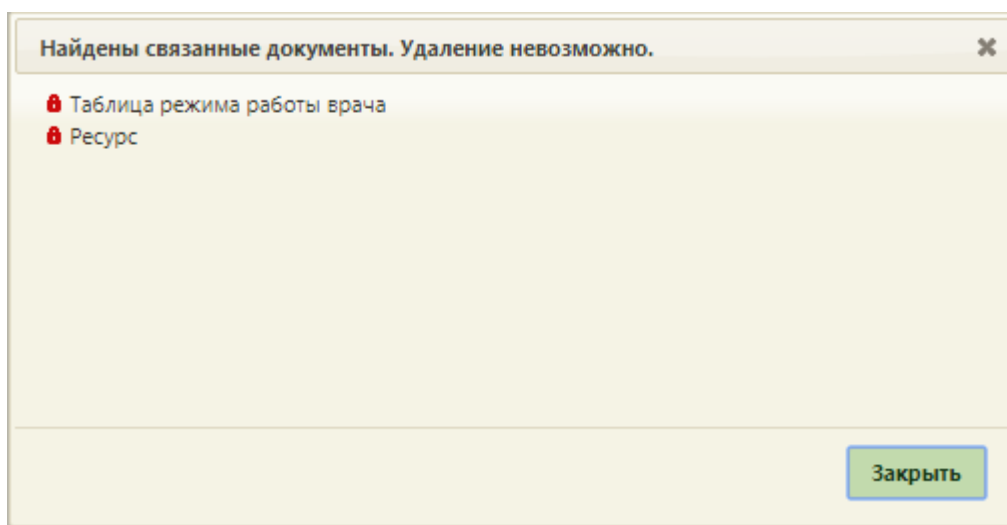 Найдены связанные документы. Удаление невозможно.
Таблица режима работы врача
Ресурс
Закрыть